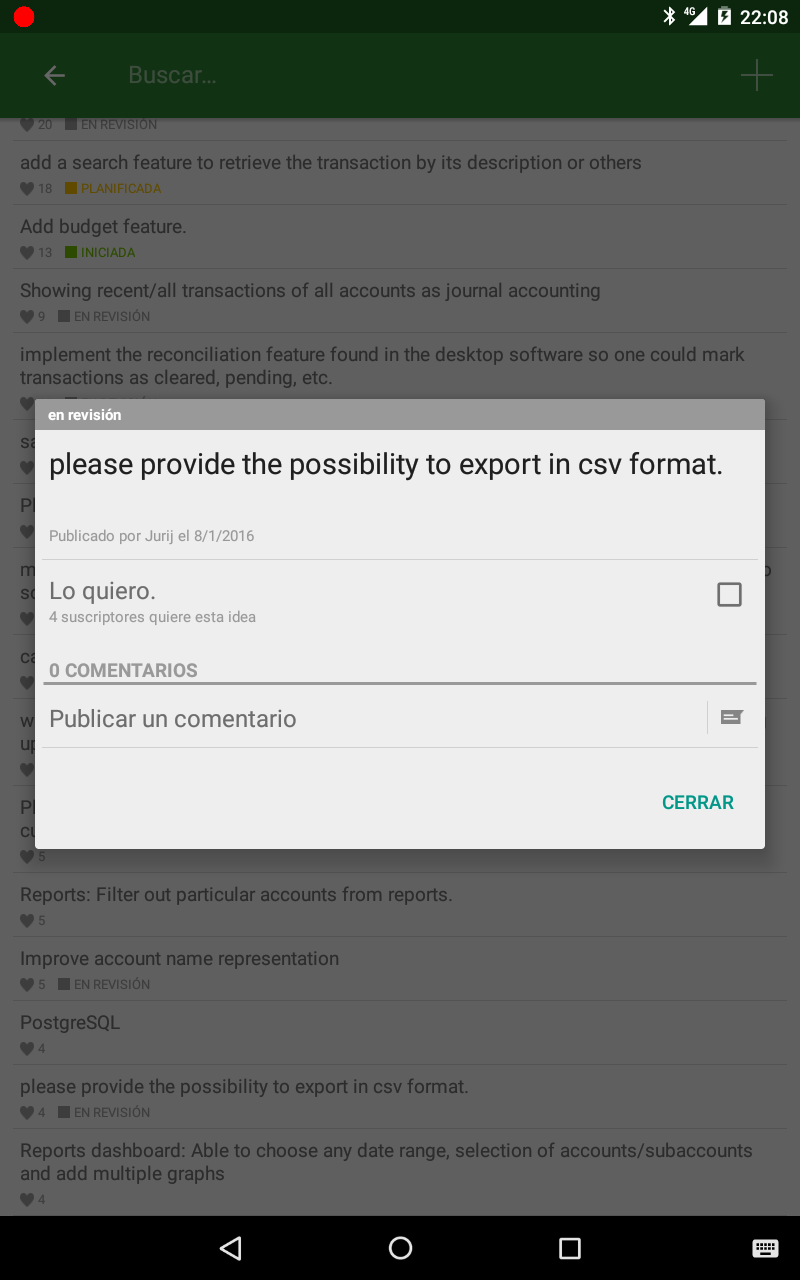 4G 22:08
Buscar...
20 EN REVISIÓN
add a search feature to retrieve the transaction by its description or others
18 PLANIFICADA
Add budget feature.
13 INICIADA
Showing recent/all transactions of all accounts as journal accounting
9 EN REVISIÓN
implement the reconciliation feature found in the desktop software so one could mark
transactions as cleared, pending, etc.
en revisión
please provide the possibility to export in csv format.
Publicado por Jurij el 8/1/2016
Lo quiero.
4 suscriptores quiere esta idea
0 COMENTARIOS
Publicar un comentario
CERRAR
5
Reports: Filter out particular accounts from reports.
5
Improve account name representation
5 EN REVISIÓN
PostgreSQL
4
please provide the possibility to export in csv format.
4 EN REVISIÓN
Reports dashboard: Able to choose any date range, selection of accounts/subaccounts
and add multiple graphs
4